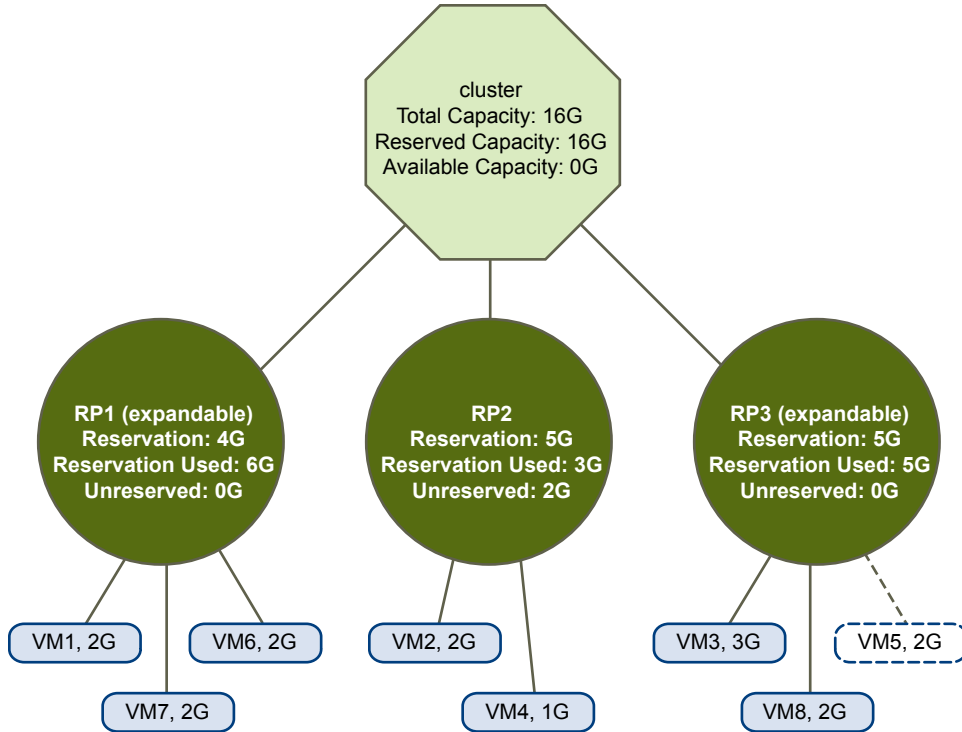 cluster
Total Capacity: 16G
Reserved Capacity: 16G
Available Capacity: 0G
RP1 (expandable)
Reservation: 4G
Reservation Used: 6G
Unreserved: 0G
RP2
Reservation: 5G
Reservation Used: 3G
Unreserved: 2G
RP3 (expandable)
Reservation: 5G
Reservation Used: 5G
Unreserved: 0G
VM1, 2G
VM6, 2G
VM2, 2G
VM3, 3G
VM5, 2G
VM7, 2G
VM4, 1G
VM8, 2G